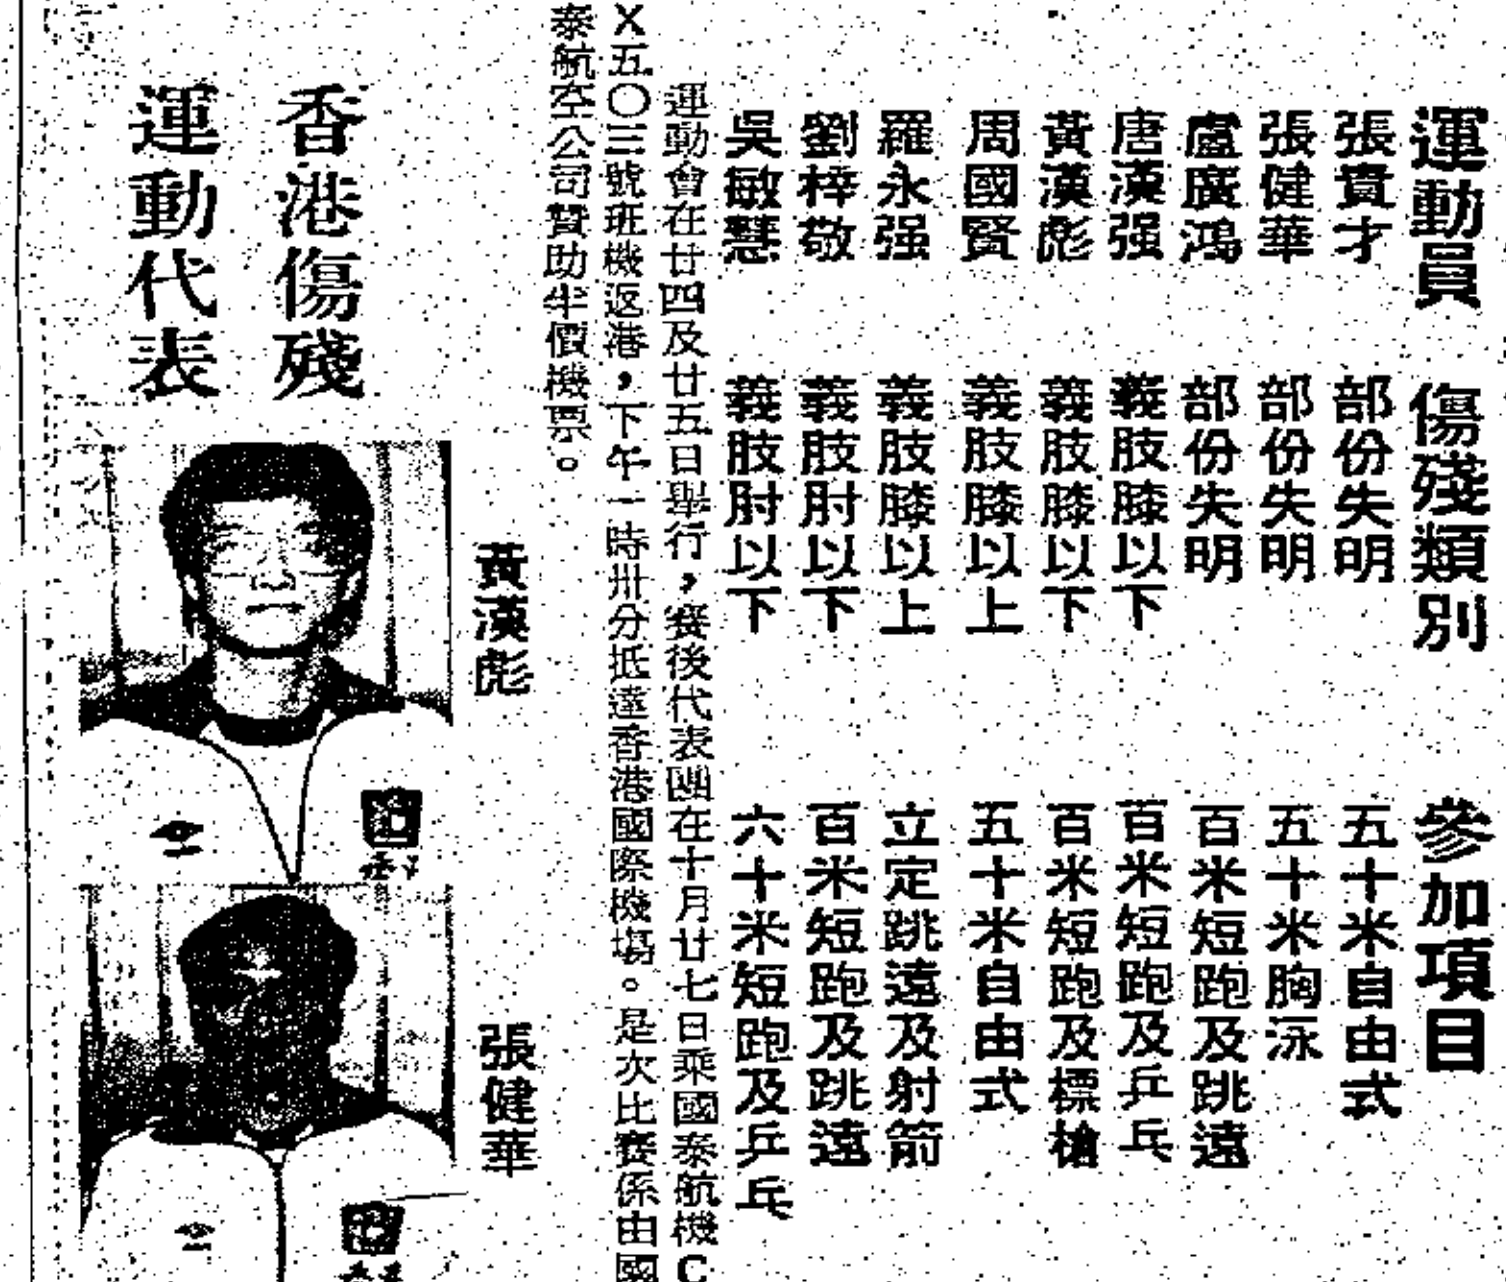 運動員 傷殘類別 參加項目
張貴才 部份失明 五十米自由式
張健華 部份失明 五十米胸泳
盧廣鴻 部份失明 百米短跑及跳遠
唐漢强 義肢膝以下 百米短跑及乒乓
黃漢彪 義肢膝以下 百米短跑及標槍
周國賢 義肢膝以上 五十米自由式
羅永强 義肢膝以上 立定跳遠及射箭
劉梓敬 義肢肘以下 百米短跑及跳遠
吳敏慧 義肢肘以下 六十米短跑及乒乓
運動會在廿四及廿五日舉行，賽後代表團在十月廿七日乘國泰航機C
X五〇三號班機返港，下午一時卅分抵達香港國際機場。是次比賽係由國
泰航空公司贊助半價機票。
香港傷殘
運動代表
黃漢彪
張健華